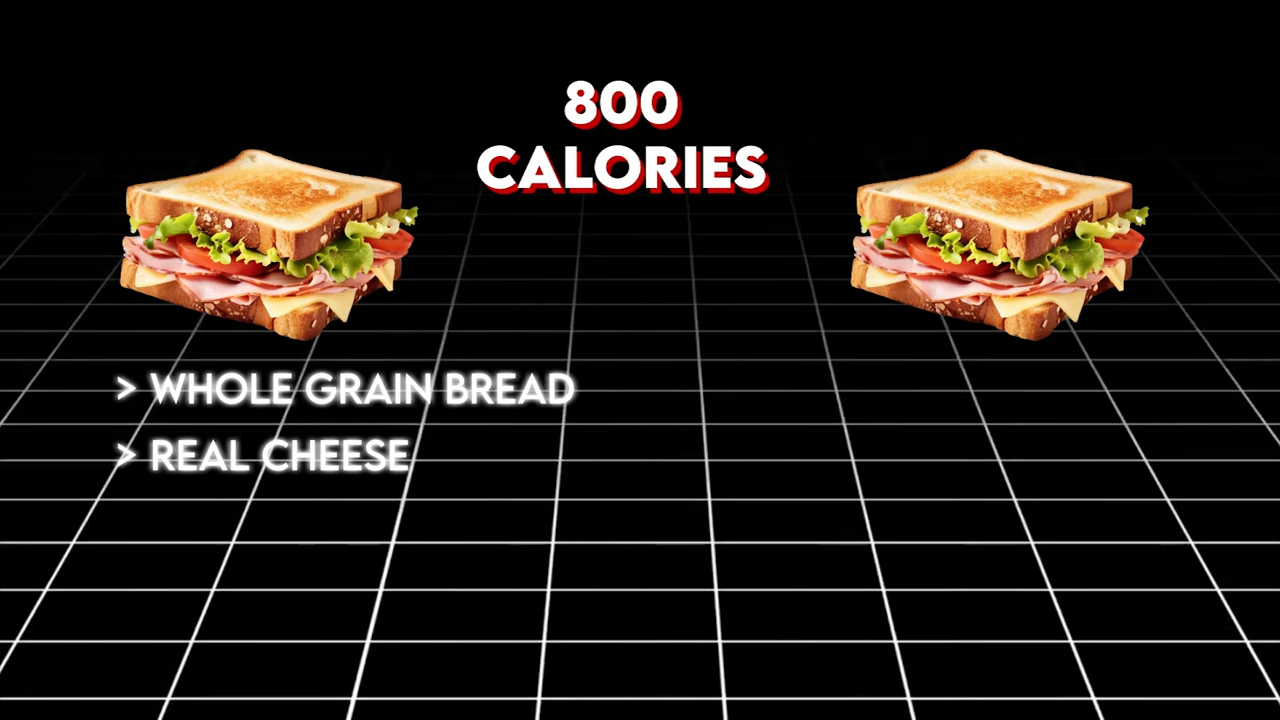 800
CALORIES
> WHOLE GRAIN BREAD
> REAL CHEESE